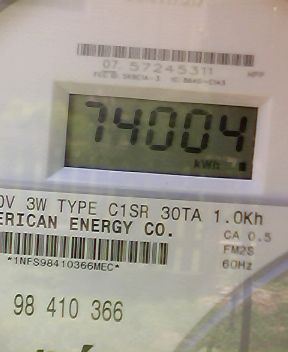 07 57245311
74004
kWh
0V 3W TYPE C1SR 30TA 1.0Kh
ERICAN ENERGY CO.
CA 0.5
FM2S
60Hz
*1NFS98410366MEC*
98 410 366